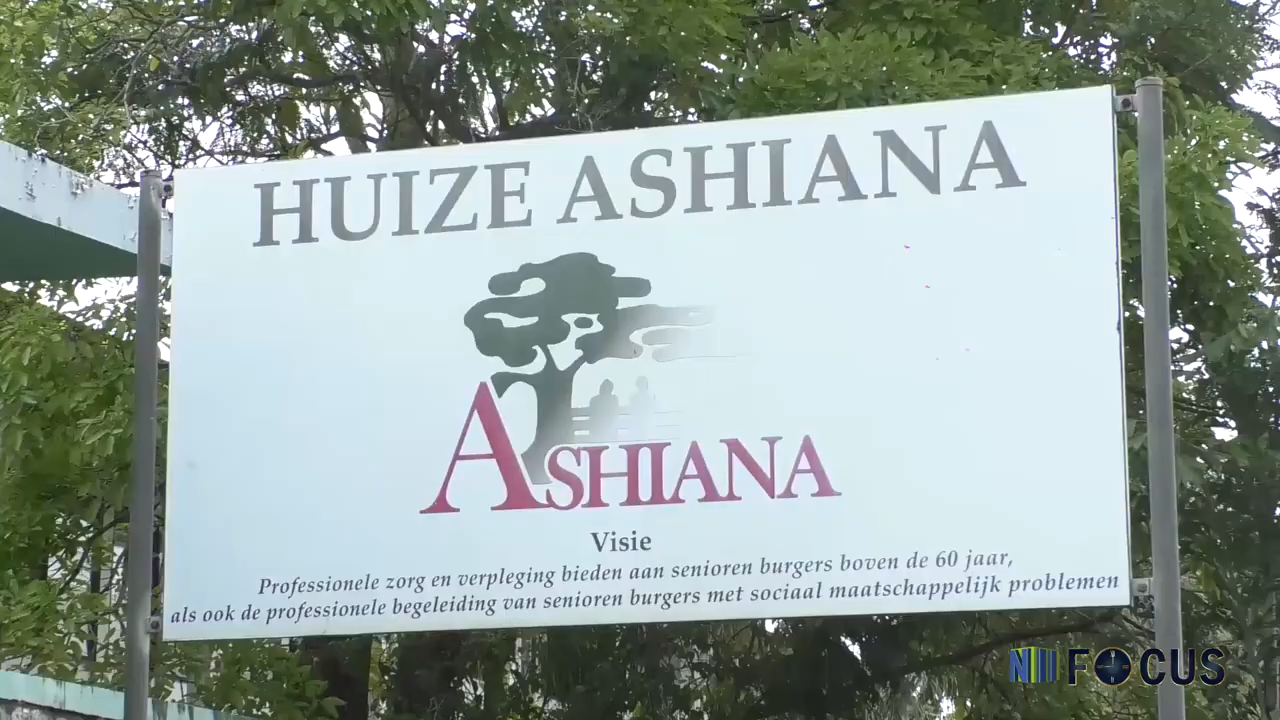 HUIZE ASHIANA
ASHIANA
Visie
Professionele zorg en verpleging bieden aan senioren burgers boven de 60 jaar,
als ook de professionele begeleiding van senioren burgers met sociaal maatschappelijk problemen
N FOCUS